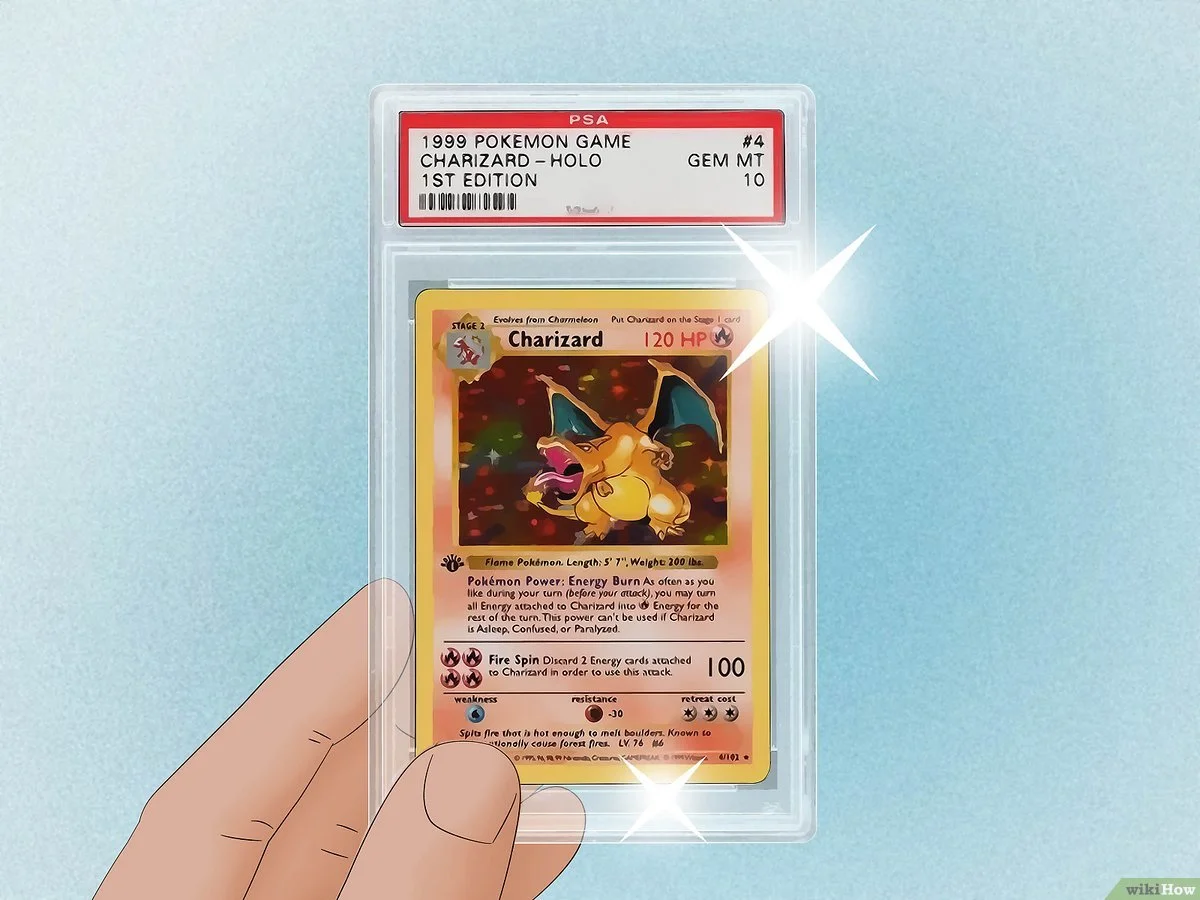 PSA
1999 POKEMON GAME #4
CHARIZARD – HOLO GEM MT
1ST EDITION 10
Evolves from Charmeleon Put Charizard on the Stage 1 card
STAGE 2
Charizard 120 HP
Flame Pokémon. Length: 5' 7", Weight: 200 lbs.
Pokémon Power: Energy Burn As often as you
like during your turn (before your attack), you may turn
all Energy attached to Charizard into Energy for the
rest of the turn. This power can't be used if Charizard
is Asleep, Confused, or Paralyzed.
Fire Spin Discard 2 Energy cards attached
to Charizard in order to use this attack. 100
weakness resistance retreat cost
-30
Spits fire that is hot enough to melt boulders. Known to
forest fires. LV. 76 #6
wikiHow